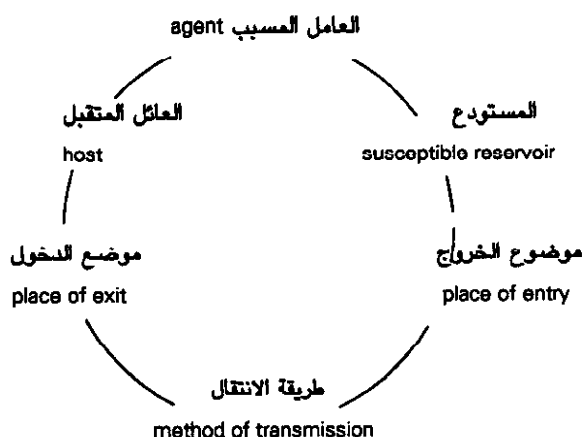 agent العامل المسبب
العائل المتقبل
host
المستودع
susceptible reservoir
موضع الدخول
place of exit
موضوع الخروج
place of entry
طريقة الانتقال
method of transmission